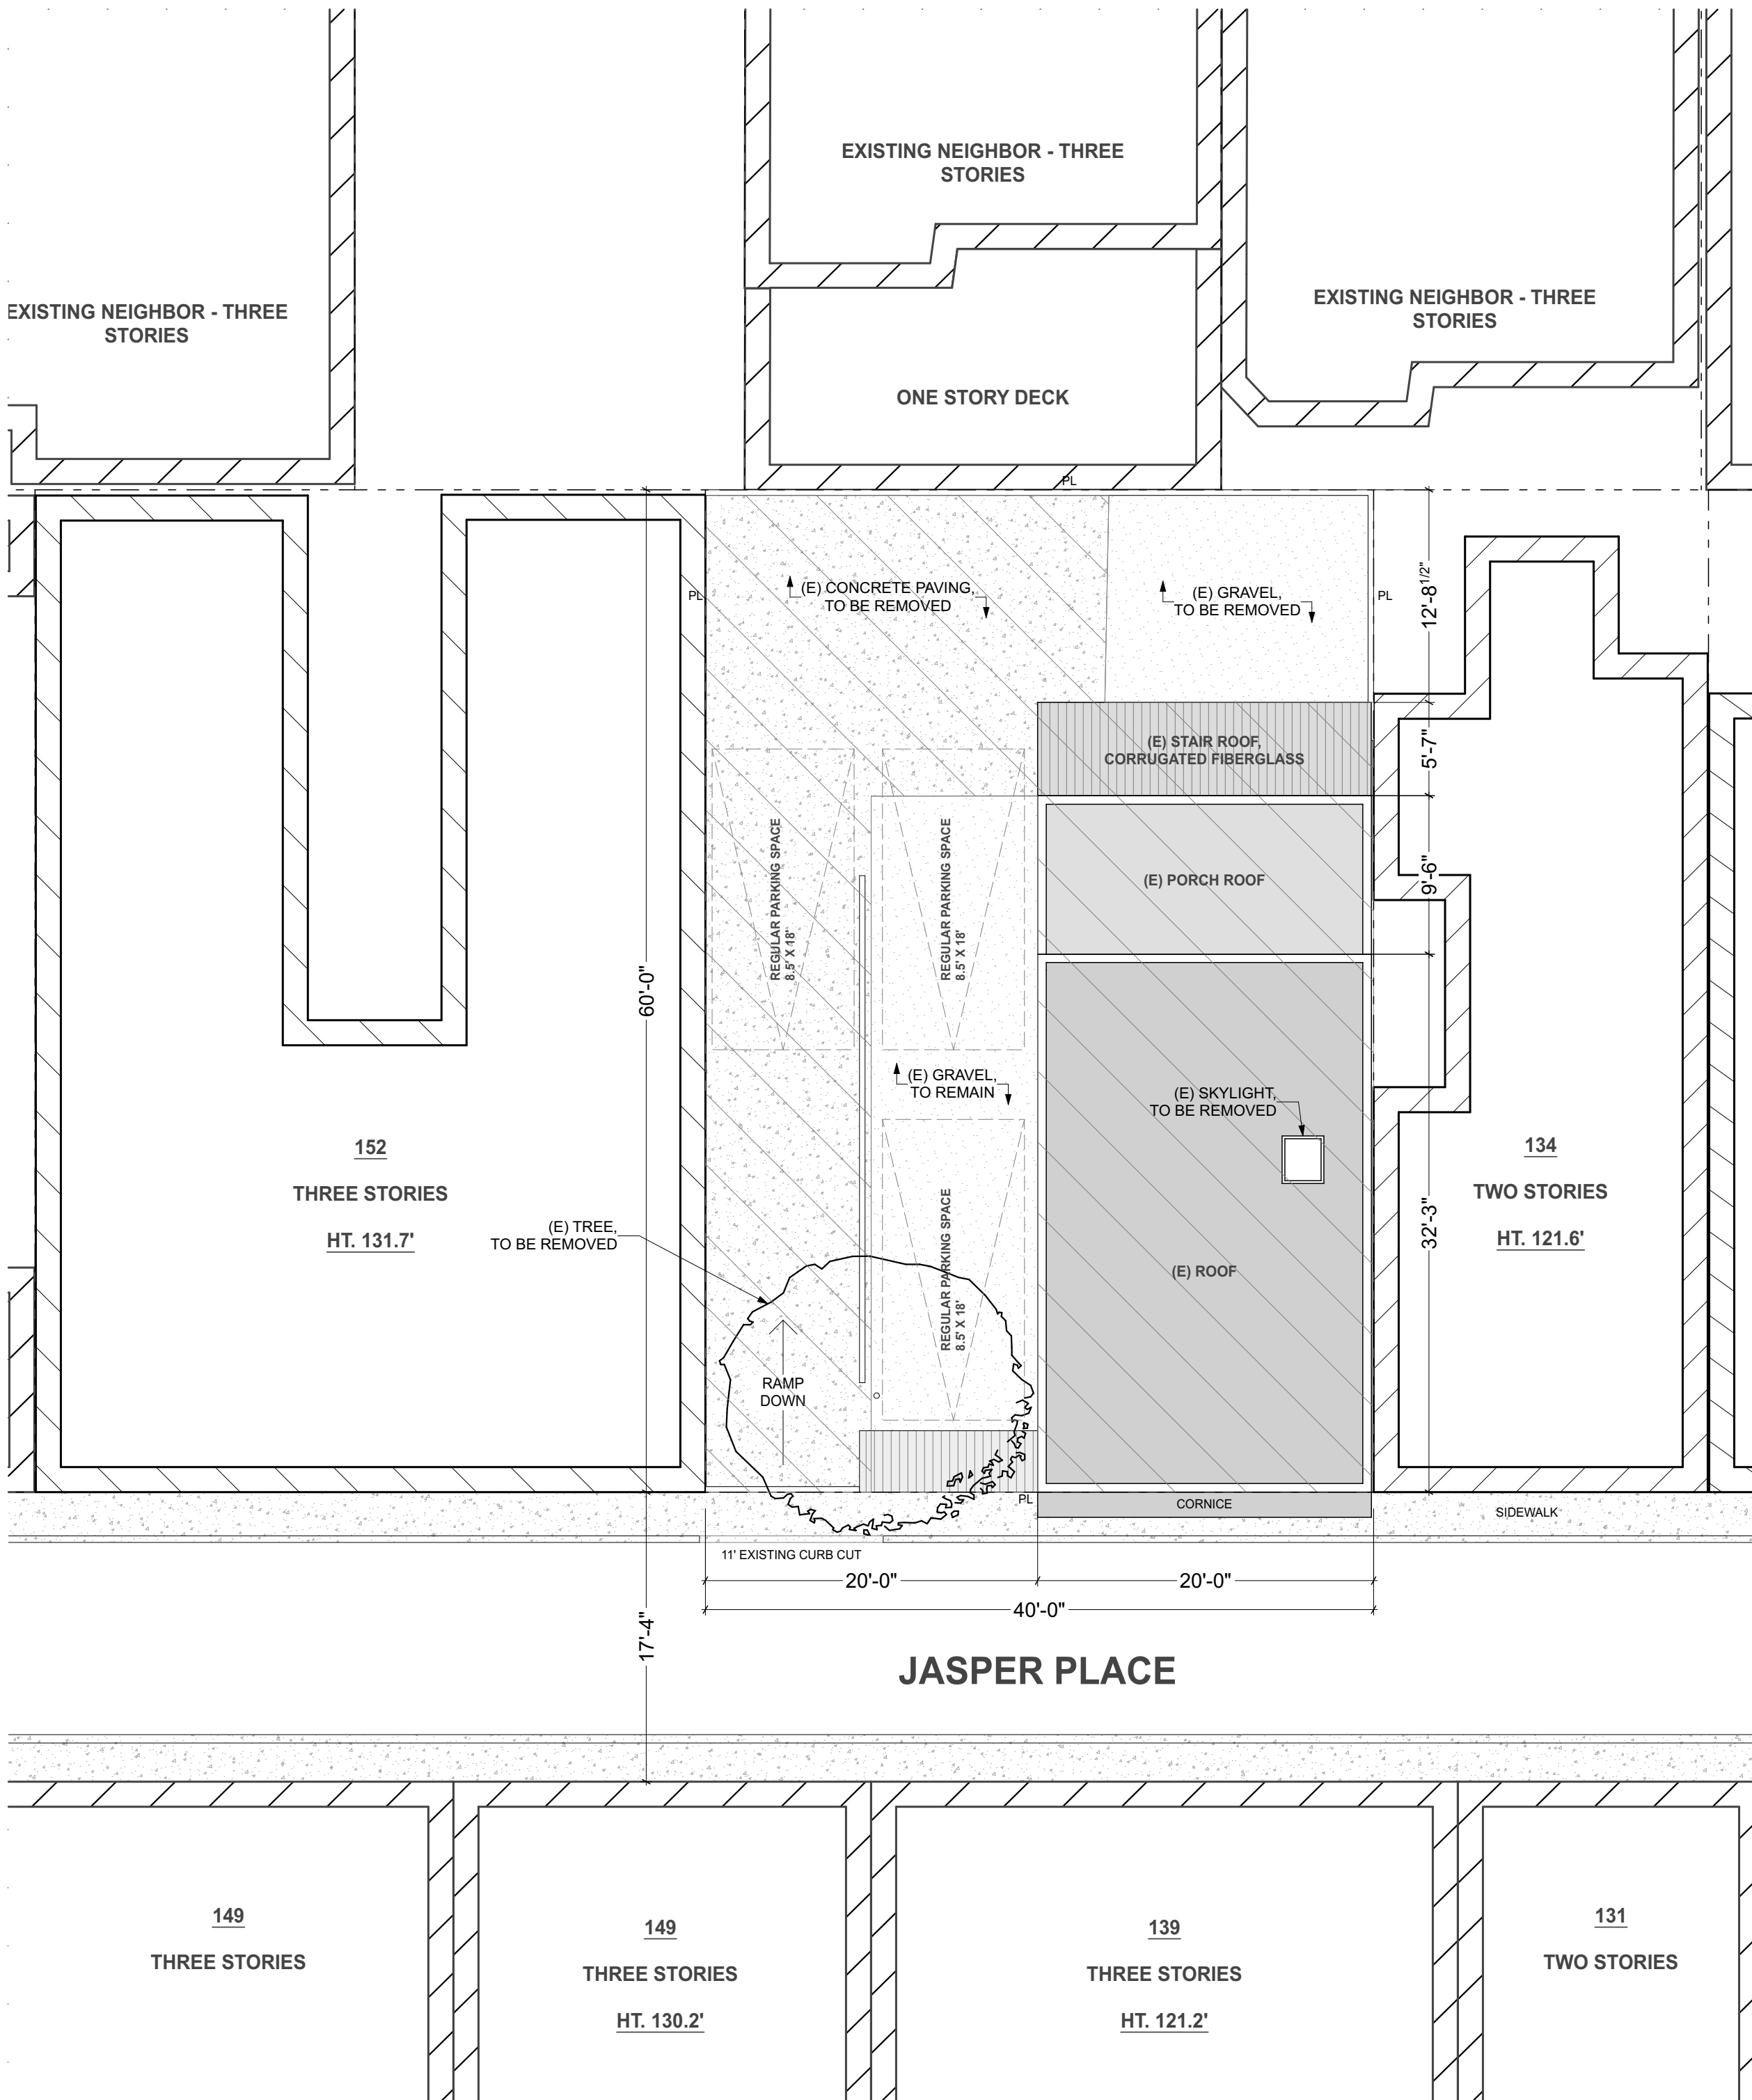 EXISTING NEIGHBOR - THREE
STORIES
EXISTING NEIGHBOR - THREE
STORIES
EXISTING NEIGHBOR - THREE
STORIES
ONE STORY DECK
PL
PL
(E) CONCRETE PAVING,
TO BE REMOVED
(E) GRAVEL,
TO BE REMOVED
PL
12'-8 1/2"
(E) STAIR ROOF,
CORRUGATED FIBERGLASS
5'-7"
REGULAR PARKING SPACE
8.5' X 18'
REGULAR PARKING SPACE
8.5' X 18'
(E) PORCH ROOF
9'-6"
60'-0"
(E) GRAVEL,
TO REMAIN
(E) SKYLIGHT,
TO BE REMOVED
152
THREE STORIES
HT. 131.7'
(E) TREE,
TO BE REMOVED
REGULAR PARKING SPACE
8.5' X 18'
(E) ROOF
32'-3"
134
TWO STORIES
HT. 121.6'
RAMP
DOWN
PL
CORNICE
SIDEWALK
11' EXISTING CURB CUT
20'-0"
20'-0"
40'-0"
17'-4"
JASPER PLACE
149
THREE STORIES
149
THREE STORIES
HT. 130.2'
139
THREE STORIES
HT. 121.2'
131
TWO STORIES